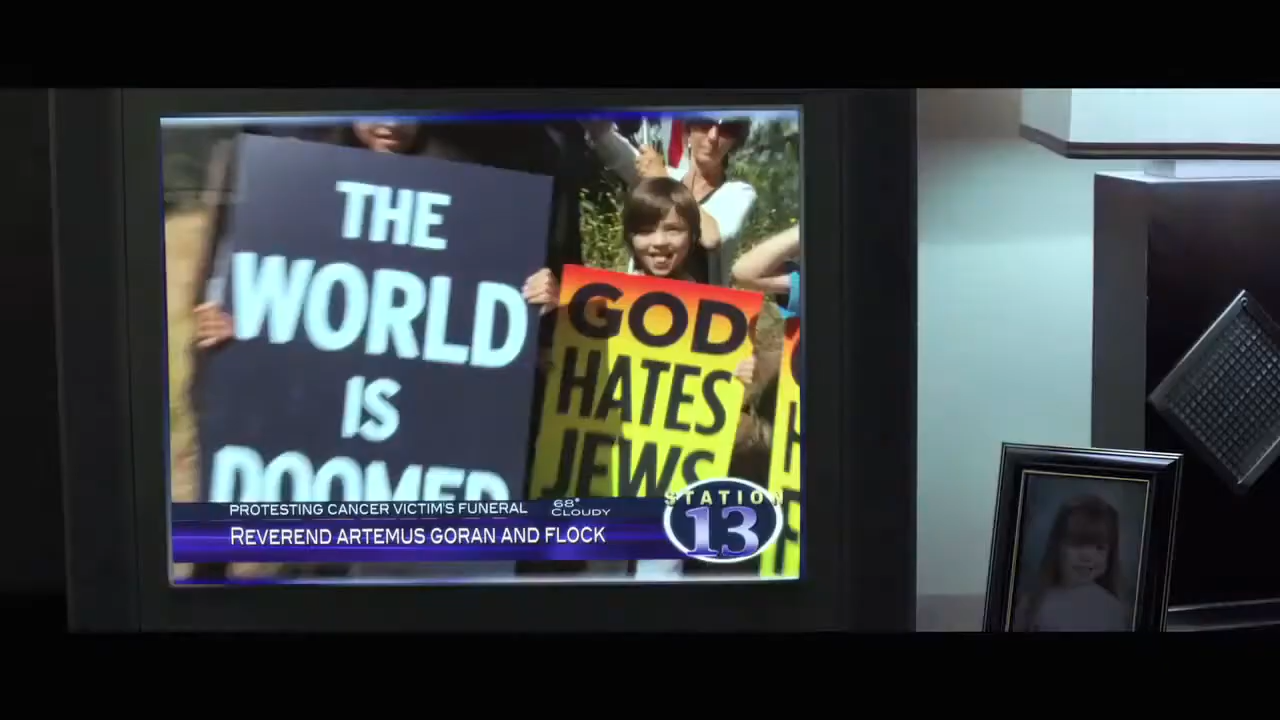 THE
WORLD
IS
DOOMED
GOD
HATES
JEWS
PROTESTING CANCER VICTIM'S FUNERAL
68°
CLOUDY
REVEREND ARTEMUS GORAN AND FLOCK
STATION
13